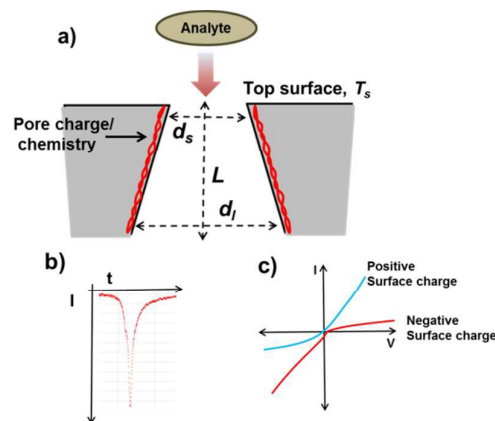 a)
Analyte
Top surface, Ts
Pore charge/
chemistry
ds
L
dl
b)
t
I
c)
I
Positive
Surface charge
Negative
Surface charge
V